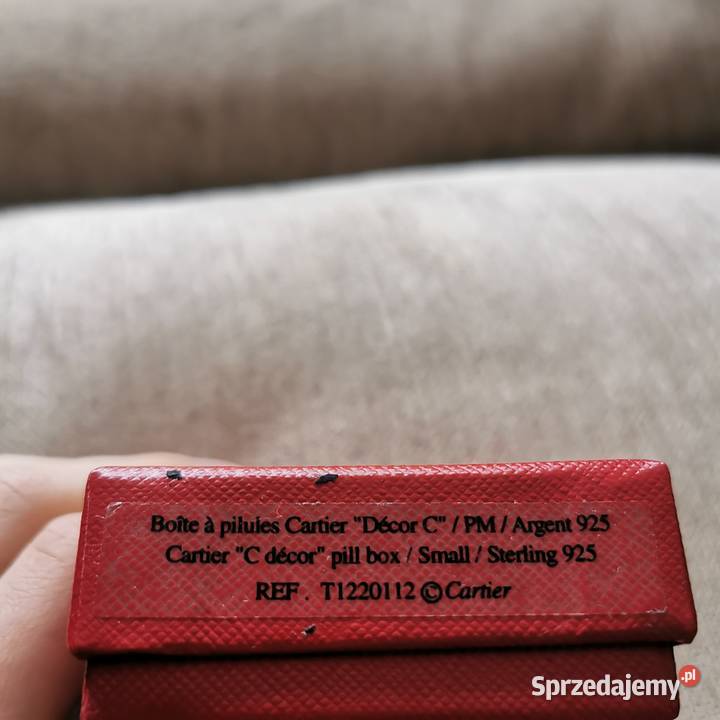 Boîte à pilules Cartier "Décor C" / PM / Argent 925
Cartier "C décor" pill box / Small / Sterling 925
REF. T1220112 ©Cartier
Sprzedajemy.pl